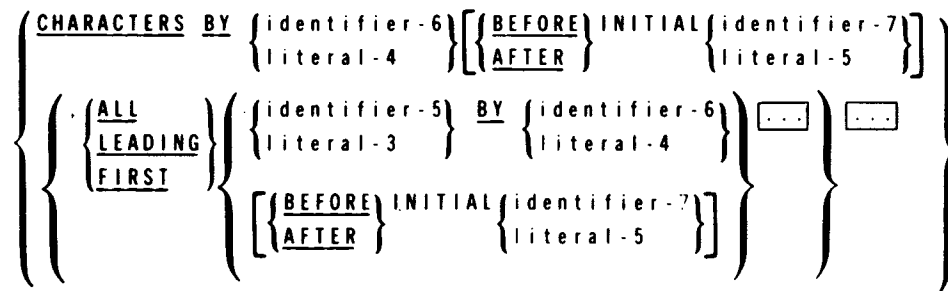 CHARACTERS BY {identifier-6 [{BEFORE} INITIAL {identifier-7
literal-4} AFTER literal-5}]
{ALL {identifier-5 BY {identifier-6 ... ...
LEADING literal-3} literal-4}
FIRST}
[{BEFORE INITIAL {identifier-7
AFTER} literal-5}]